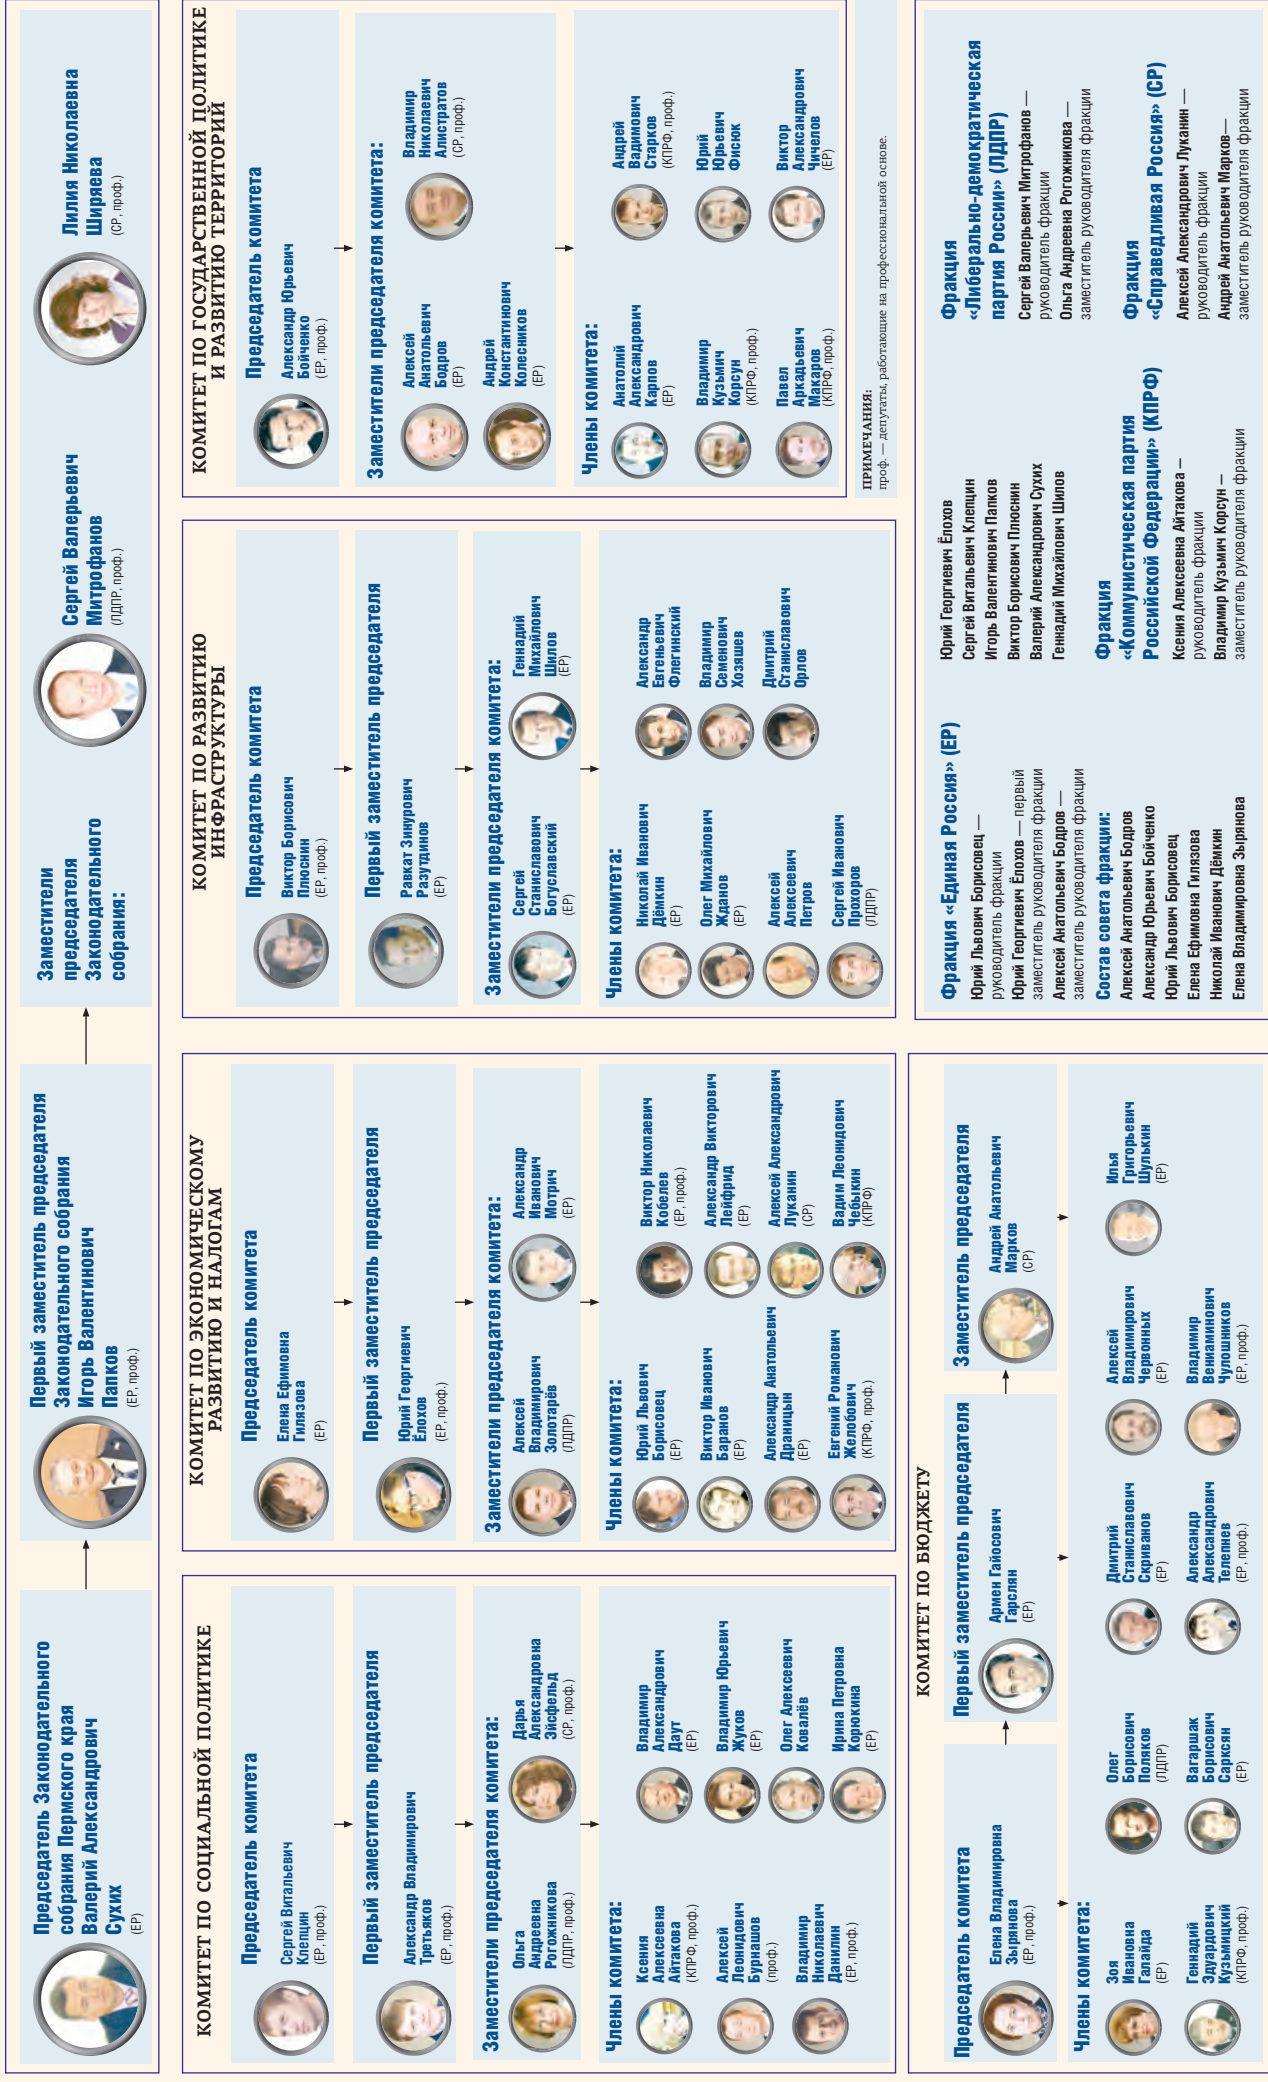 Председатель Законодательного
собрания Пермского края
Валерий Александрович
Сухих
(ЕР)
Первый заместитель председателя
Законодательного собрания
Игорь Валентинович
Папков
(ЕР, проф.)
Заместители
председателя
Законодательного
собрания:
Сергей Валерьевич
Митрофанов
(ЛДПР, проф.)
Лилия Николаевна
Ширяева
(СР, проф.)
КОМИТЕТ ПО СОЦИАЛЬНОЙ ПОЛИТИКЕ
Председатель комитета
Сергей Витальевич
Клепцин
(ЕР, проф.)
Первый заместитель председателя
Александр Владимирович
Третьяков
(ЕР, проф.)
Заместители председателя комитета:
Ольга
Андреевна
Рогожникова
(ЛДПР, проф.)
Дарья
Александровна
Эйсфельд
(СР, проф.)
Члены комитета:
Ксения
Алексеевна
Айтакова
(КПРФ, проф.)
Алексей
Леонидович
Бурнашов
(проф.)
Владимир
Николаевич
Данилин
(ЕР, проф.)
Владимир
Александрович
Даут
(ЕР)
Владимир Юрьевич
Жуков
(ЕР)
Олег Алексеевич
Ковалёв
Ирина Петровна
Корюкина
(ЕР)
КОМИТЕТ ПО ЭКОНОМИЧЕСКОМУ
РАЗВИТИЮ И НАЛОГАМ
Председатель комитета
Елена Ефимовна
Гилязова
(ЕР)
Первый заместитель председателя
Юрий Георгиевич
Ёлохов
(ЕР, проф.)
Заместители председателя комитета:
Алексей
Владимирович
Золотарёв
(ЛДПР)
Александр
Иванович
Мотрич
(ЕР)
Члены комитета:
Юрий Львович
Борисовец
(ЕР)
Виктор Иванович
Баранов
(ЕР)
Александр Анатольевич
Драницын
(ЕР)
Евгений Романович
Желобович
(КПРФ, проф.)
Виктор Николаевич
Кобелев
(ЕР, проф.)
Александр Викторович
Лейфрид
(ЕР)
Алексей Александрович
Луканин
(СР)
Вадим Леонидович
Чебыкин
(КПРФ)
КОМИТЕТ ПО РАЗВИТИЮ
ИНФРАСТРУКТУРЫ
Председатель комитета
Виктор Борисович
Плюснин
(ЕР, проф.)
Первый заместитель председателя
Равкат Зинурович
Разутдинов
(ЕР)
Заместители председателя комитета:
Сергей
Станиславович
Богуславский
(ЕР)
Геннадий
Михайлович
Шилов
(ЕР)
Члены комитета:
Николай Иванович
Дёмкин
(ЕР)
Олег Михайлович
Жданов
(ЕР)
Алексей
Алексеевич
Петров
Сергей Иванович
Прохоров
(ЛДПР)
Александр
Евгеньевич
Флегинский
Владимир
Семенович
Хозяшев
Дмитрий
Станиславович
Орлов
КОМИТЕТ ПО ГОСУДАРСТВЕННОЙ ПОЛИТИКЕ
И РАЗВИТИЮ ТЕРРИТОРИЙ
Председатель комитета
Александр Юрьевич
Бойченко
(ЕР, проф.)
Заместители председателя комитета:
Алексей
Анатольевич
Бодров
(ЕР)
Андрей
Константинович
Колесников
(ЕР)
Владимир
Николаевич
Алистратов
(СР, проф.)
Члены комитета:
Анатолий
Александрович
Карпов
(ЕР)
Владимир
Кузьмич
Корсун
(КПРФ, проф.)
Павел
Аркадьевич
Макаров
(КПРФ, проф.)
Андрей
Вадимович
Старков
(КПРФ, проф.)
Юрий
Юрьевич
Фисюк
Виктор
Александрович
Чичелов
(ЕР)
ПРИМЕЧАНИЯ:
проф. — депутаты, работающие на профессиональной основе.
КОМИТЕТ ПО БЮДЖЕТУ
Председатель комитета
Елена Владимировна
Зырянова
(ЕР, проф.)
Первый заместитель председателя
Армен Гайосович
Гарслян
(ЕР)
Заместитель председателя
Андрей Анатольевич
Марков
(СР)
Члены комитета:
Зоя
Ивановна
Галайда
(ЕР)
Геннадий
Эдуардович
Кузьмицкий
(КПРФ, проф.)
Олег
Борисович
Поляков
(ЛДПР)
Вагаршак
Борисович
Сарксян
(ЕР)
Дмитрий
Станиславович
Скриванов
(ЕР)
Александр
Александрович
Телепнев
(ЕР, проф.)
Алексей
Владимирович
Червонных
(ЕР)
Владимир
Вениаминович
Чулошников
(ЕР, проф.)
Илья
Григорьевич
Шулькин
(ЕР)
Фракция «Единая Россия» (ЕР)
Юрий Львович Борисовец —
руководитель фракции
Юрий Георгиевич Ёлохов — первый
заместитель руководителя фракции
Алексей Анатольевич Бодров —
заместитель руководителя фракции
Состав совета фракции:
Алексей Анатольевич Бодров
Александр Юрьевич Бойченко
Юрий Львович Борисовец
Елена Ефимовна Гилязова
Николай Иванович Дёмкин
Елена Владимировна Зырянова
Юрий Георгиевич Ёлохов
Сергей Витальевич Клепцин
Игорь Валентинович Папков
Виктор Борисович Плюснин
Валерий Александрович Сухих
Геннадий Михайлович Шилов
Фракция
«Коммунистическая партия
Российской Федерации» (КПРФ)
Ксения Алексеевна Айтакова —
руководитель фракции
Владимир Кузьмич Корсун —
заместитель руководителя фракции
Фракция
«Либерально-демократическая
партия России» (ЛДПР)
Сергей Валерьевич Митрофанов —
руководитель фракции
Ольга Андреевна Рогожникова —
заместитель руководителя фракции
Фракция
«Справедливая Россия» (СР)
Алексей Александрович Луканин —
руководитель фракции
Андрей Анатольевич Марков—
заместитель руководителя фракции